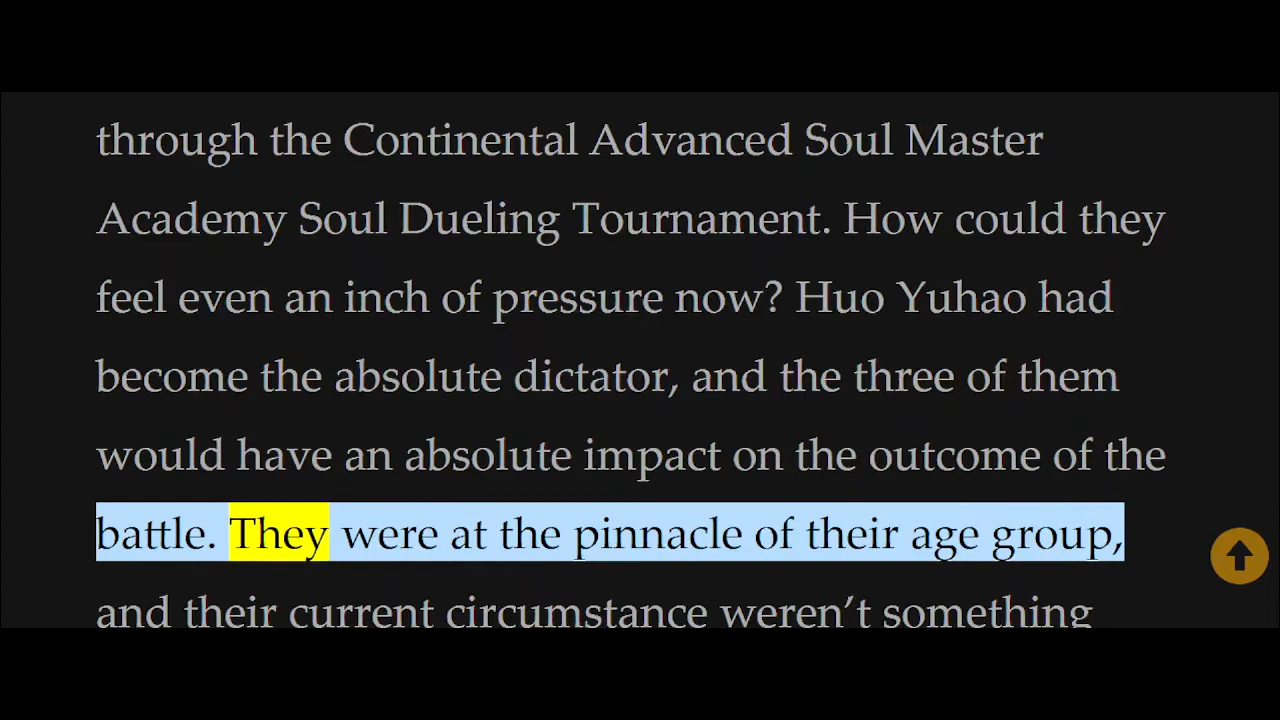 through the Continental Advanced Soul Master
Academy Soul Dueling Tournament. How could they
feel even an inch of pressure now? Huo Yuhao had
become the absolute dictator, and the three of them
would have an absolute impact on the outcome of the
battle. They were at the pinnacle of their age group,
and their current circumstance weren’t something